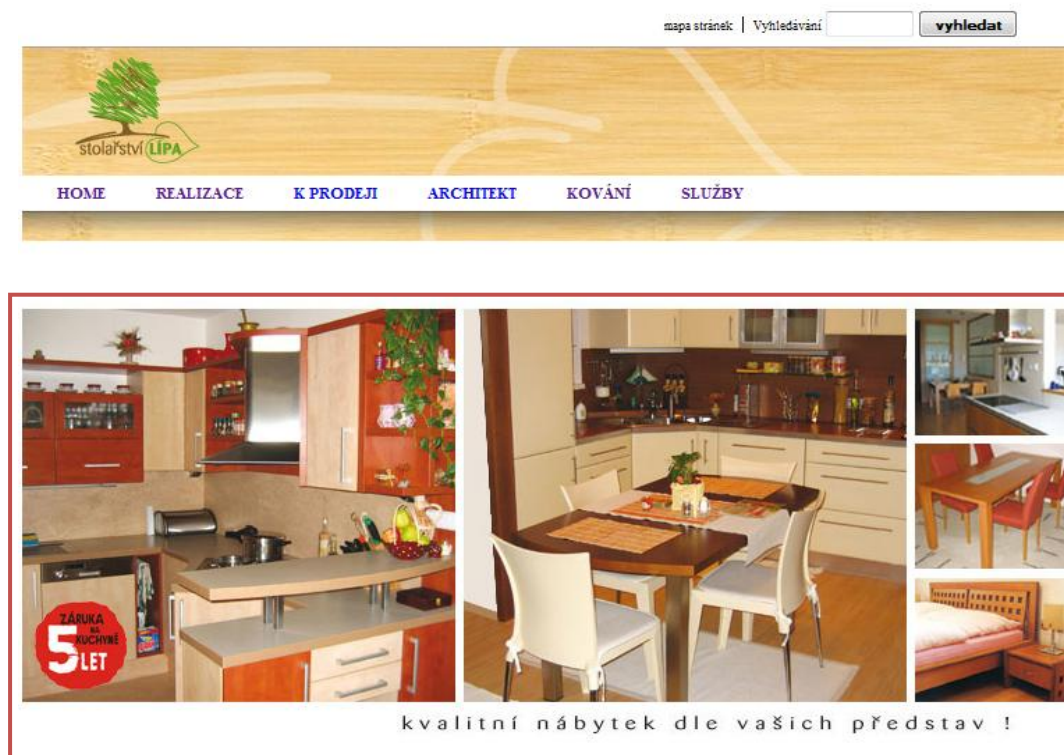 mapa stránek | Vyhledávání vyhledat
stolařství LÍPA
HOME REALIZACE K PRODEJI ARCHITEKT KOVÁNÍ SLUŽBY
ZÁRUKA
NA
KUCHYNĚ
5 LET
kvalitní nábytek dle vašich představ !